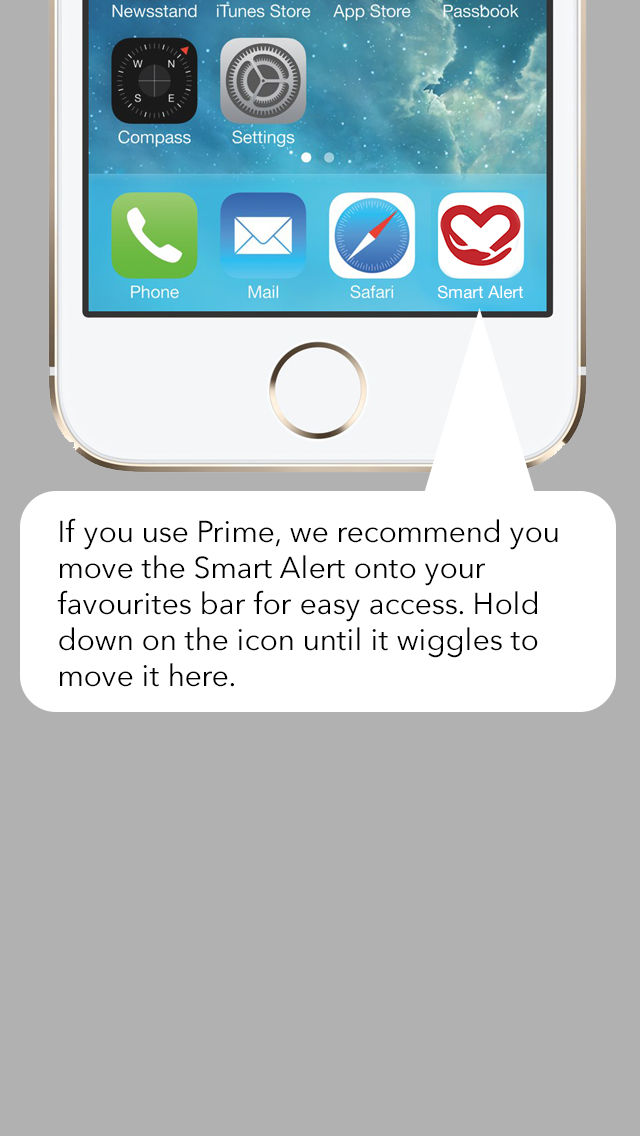 Newsstand iTunes Store App Store Passbook
W N
S E
Compass Settings
Phone Mail Safari Smart Alert
If you use Prime, we recommend you
move the Smart Alert onto your
favourites bar for easy access. Hold
down on the icon until it wiggles to
move it here.